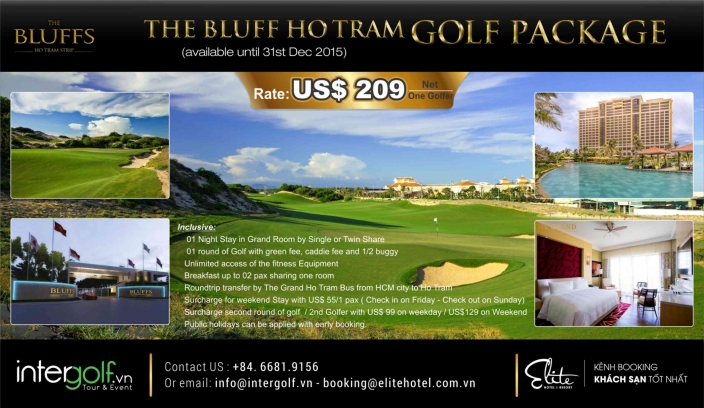 THE
BLUFFS
HO TRAM STRIP
THE BLUFF HO TRAM GOLF PACKAGE
(available until 31st Dec 2015)
Rate: US$ 209 Net
One Golfer
BLUFFS
Inclusive:
01 Night Stay in Grand Room by Single or Twin Share
01 round of Golf with green fee, caddie fee and 1/2 buggy
Unlimited access of the fitness Equipment
Breakfast up to 02 pax sharing one room
Roundtrip transfer by The Grand Ho Tram Bus from HCM city to Ho Tram
Surcharge for weekend Stay with US$ 55/1 pax ( Check in on Friday - Check out on Sunday)
Surcharge second round of golf / 2nd Golfer with US$ 99 on weekday / US$129 on Weekend
Public holidays can be applied with early booking.
intergolf.vn
Tour & Event
Contact US : +84. 6681.9156
Or email: info@intergolf.vn - booking@elitehotel.com.vn
Elite
HOTEL & RESORT
KÊNH BOOKING
KHÁCH SẠN TỐT NHẤT